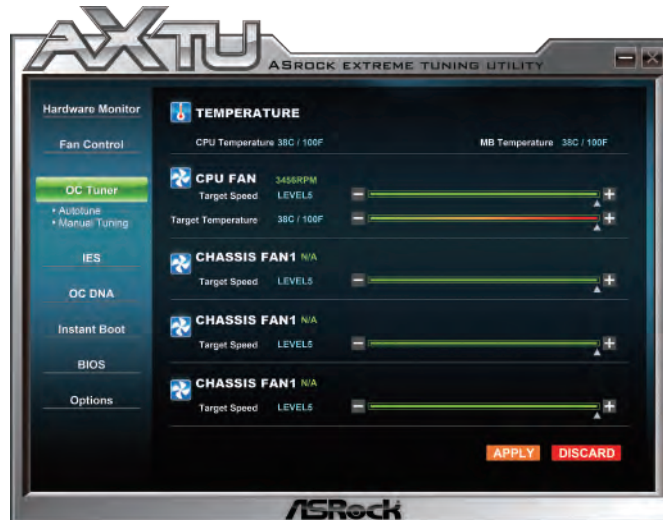 AXTU
ASROCK EXTREME TUNING UTILITY
Hardware Monitor
Fan Control
OC Tuner
• Autotune
• Manual Tuning
IES
OC DNA
Instant Boot
BIOS
Options
TEMPERATURE
CPU Temperature 38C / 100F
MB Temperature 38C / 100F
CPU FAN 3456RPM
Target Speed LEVEL5
Target Temperature 38C / 100F
CHASSIS FAN1 N/A
Target Speed LEVEL5
CHASSIS FAN1 N/A
Target Speed LEVEL5
CHASSIS FAN1 N/A
Target Speed LEVEL5
APPLY DISCARD
ASRock